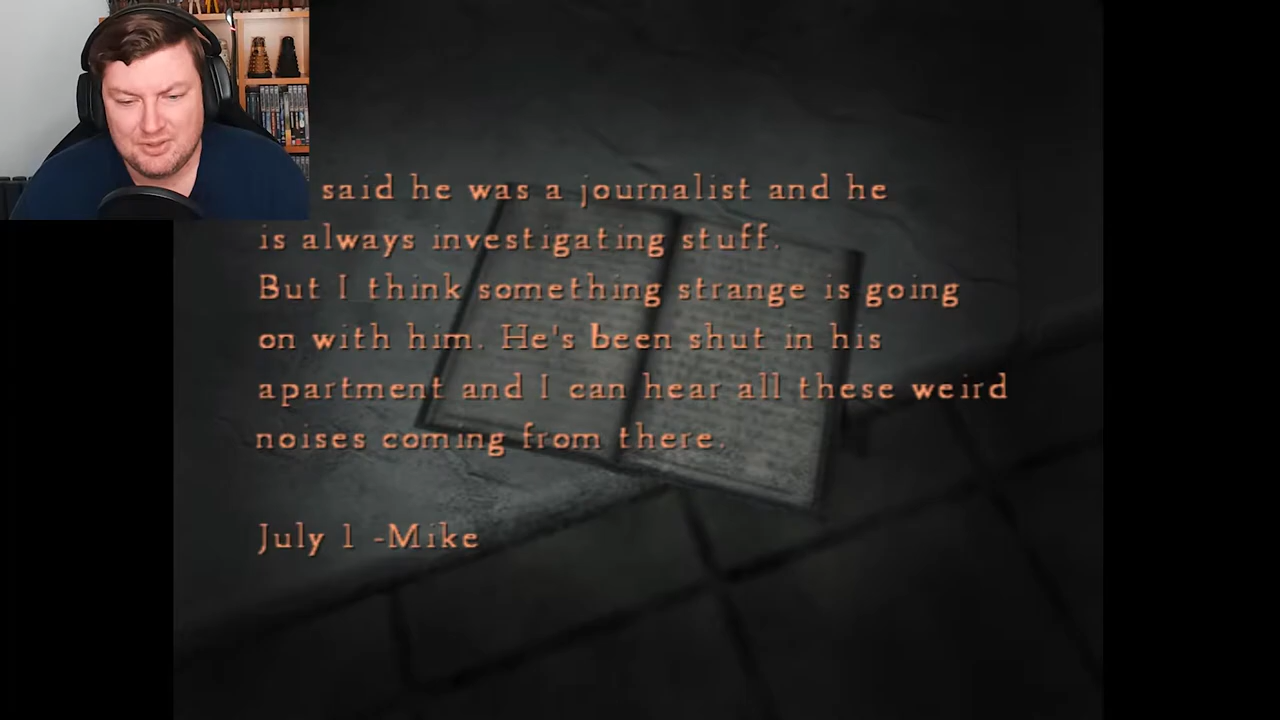 said he was a journalist and he
is always investigating stuff.
But I think something strange is going
on with him. He's been shut in his
apartment and I can hear all these weird
noises coming from there.
July 1 -Mike